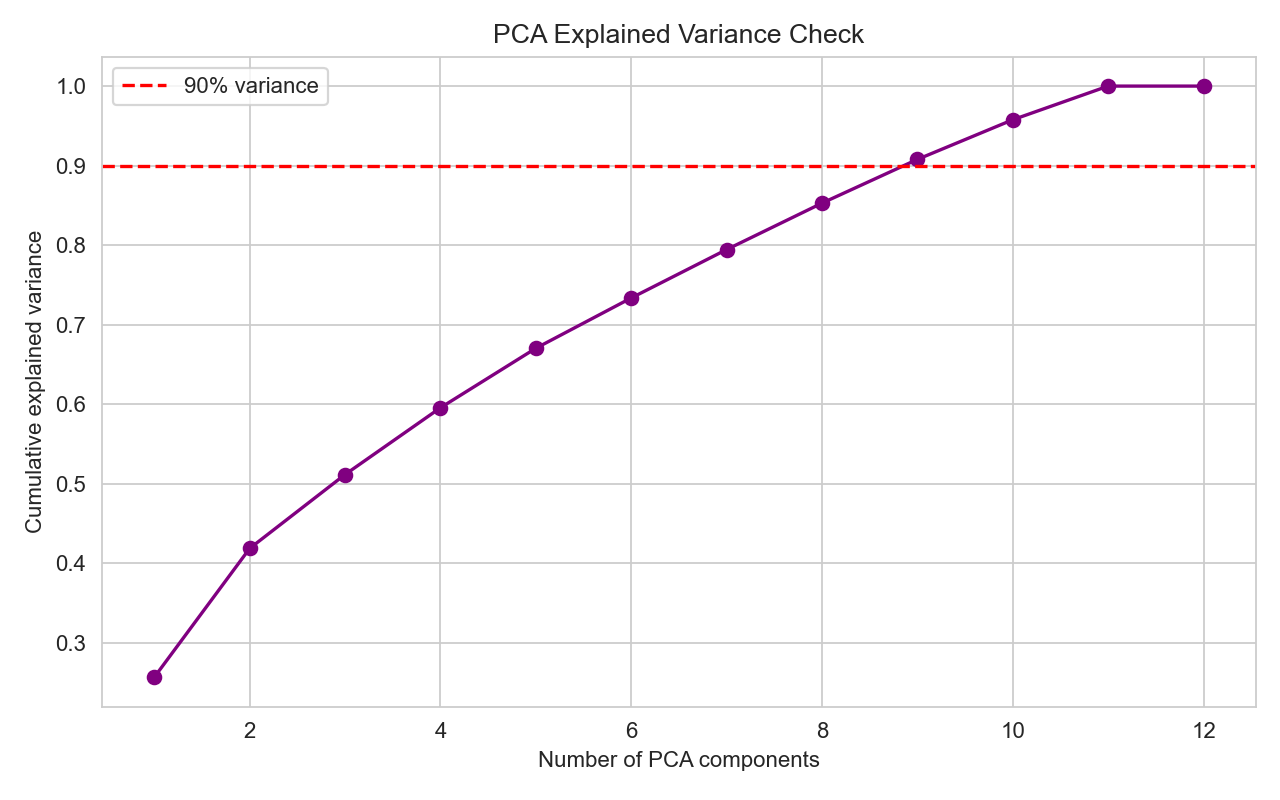 PCA Explained Variance Check
90% variance
1.0
0.9
0.8
0.7
0.6
0.5
0.4
0.3
Cumulative explained variance
2 4 6 8 10 12
Number of PCA components